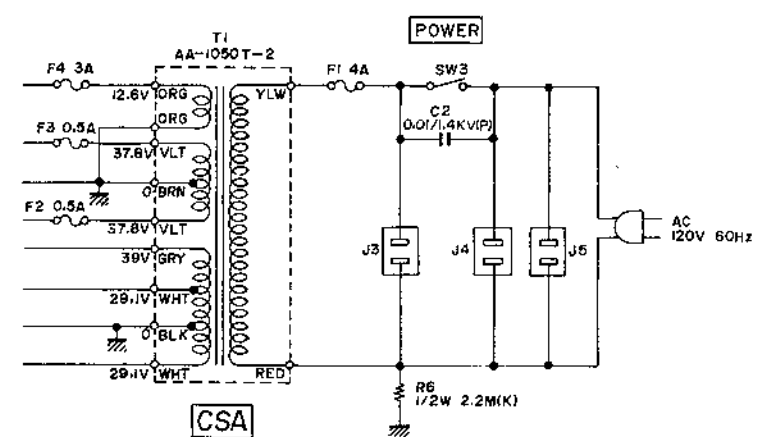 POWER
T1
AA-1050T-2
F4 3A
F1 4A
SW3
12.6V
ORG
YLW
C2
0.01/1.4KV(P)
ORG
F3 0.5A
37.8V
VLT
0
BRN
F2 0.5A
37.8V
VLT
AC
120V 60Hz
J3
J4
J5
39V
GRY
29.1V
WHT
0
BLK
29.1V
WHT
RED
R6
1/2W 2.2M(K)
CSA